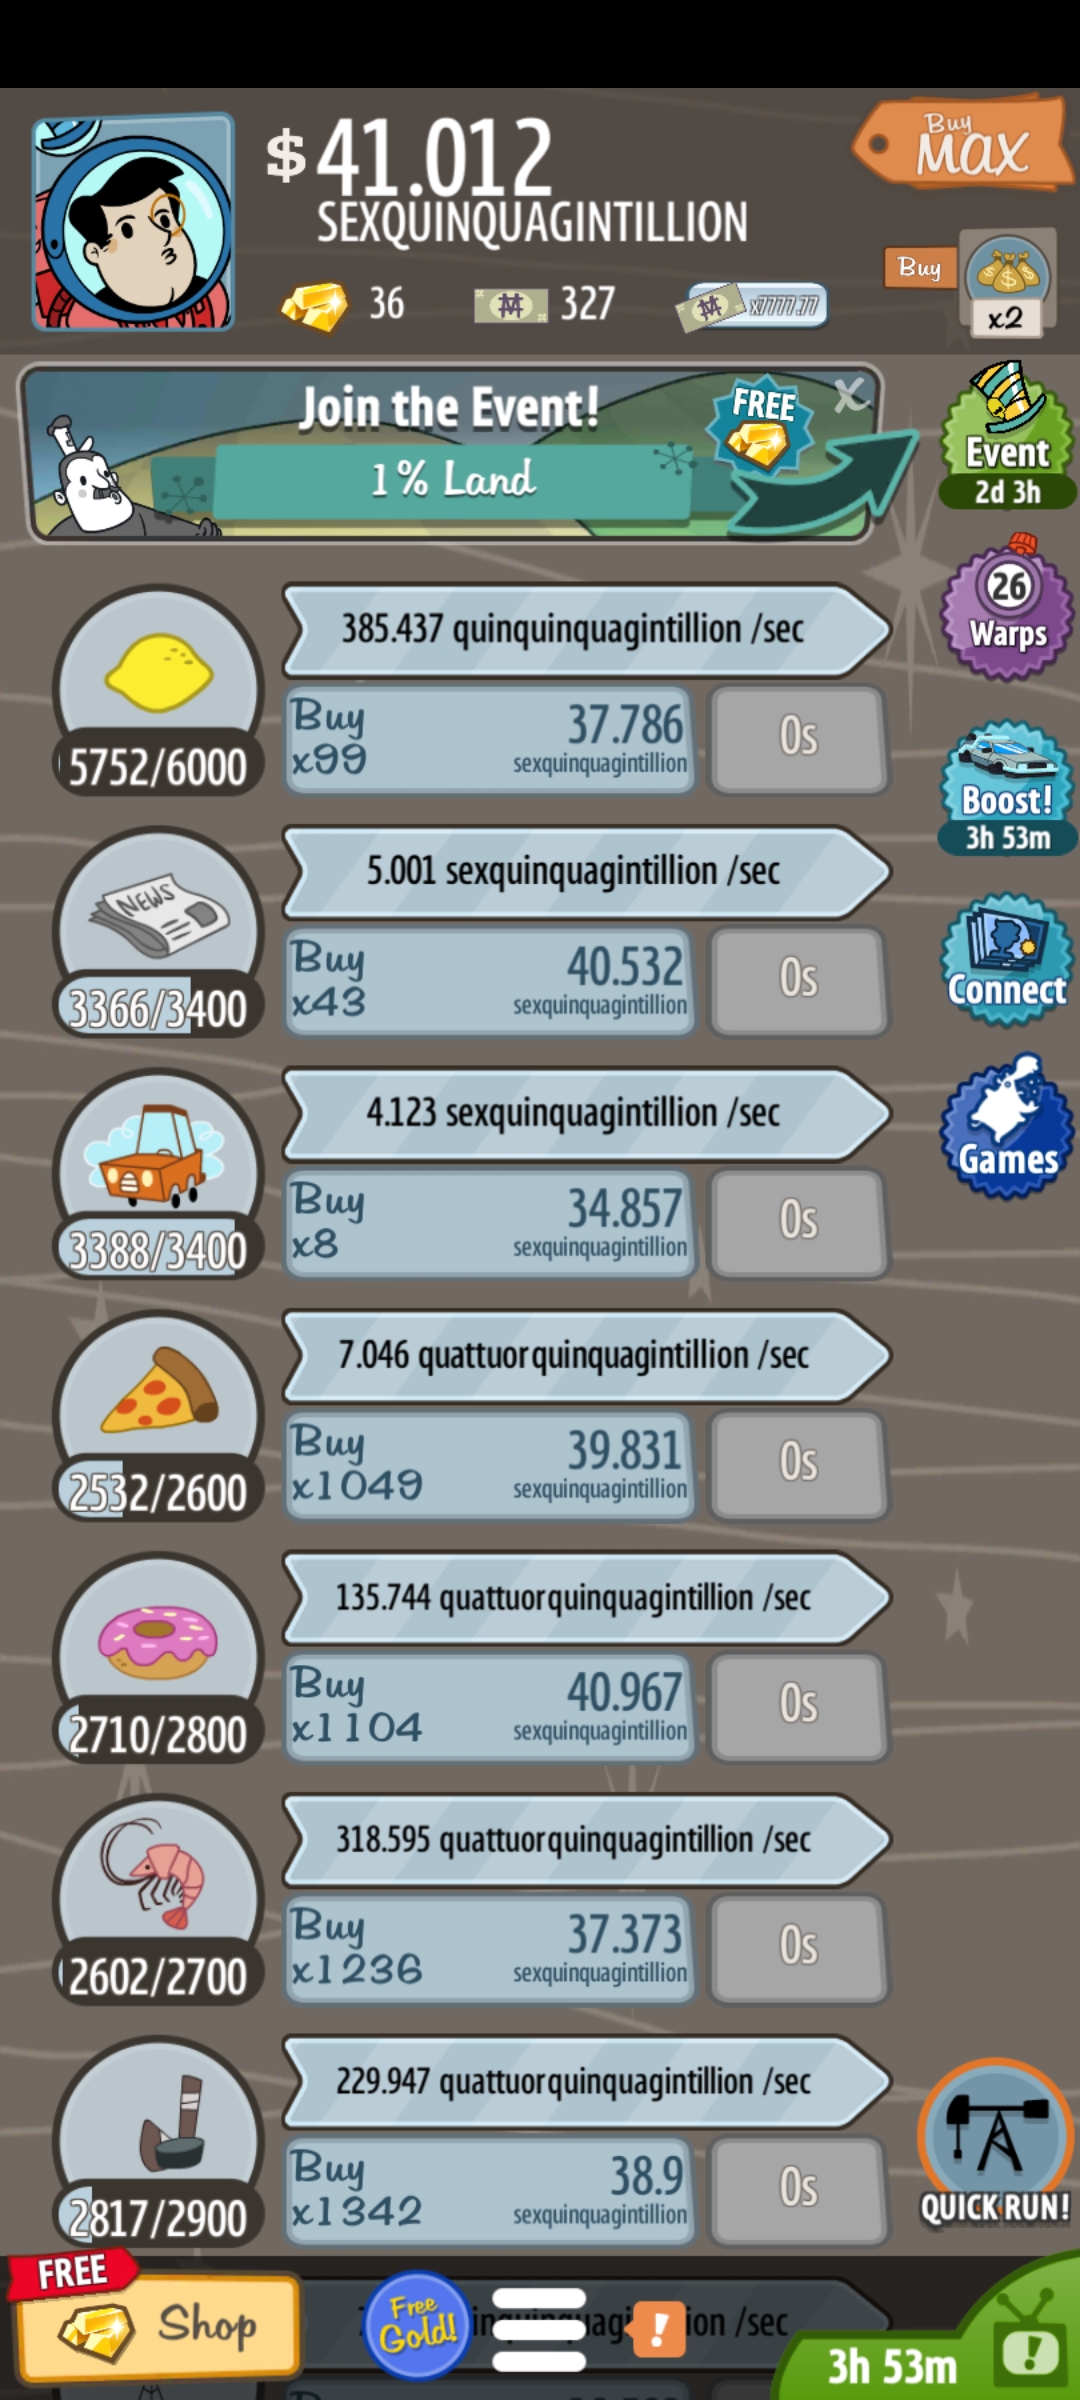 $41.012
SEXQUINQUAGINTILLION
Buy
MAX
36
327
x7777.77
Buy
x2
Join the Event!
1% Land
FREE
X
Event
2d 3h
26
Warps
385.437 quinquinquagintillion /sec
Buy
x99
37.786
sexquinquagintillion
0s
5752/6000
Boost!
3h 53m
NEWS
5.001 sexquinquagintillion /sec
Buy
x43
40.532
sexquinquagintillion
0s
3366/3400
Connect
4.123 sexquinquagintillion /sec
Buy
x8
34.857
sexquinquagintillion
0s
3388/3400
Games
7.046 quattuorquinquagintillion /sec
Buy
x1049
39.831
sexquinquagintillion
0s
2532/2600
135.744 quattuorquinquagintillion /sec
Buy
x1104
40.967
sexquinquagintillion
0s
2710/2800
318.595 quattuorquinquagintillion /sec
Buy
x1236
37.373
sexquinquagintillion
0s
2602/2700
229.947 quattuorquinquagintillion /sec
Buy
x1342
38.9
sexquinquagintillion
0s
2817/2900
QUICK RUN!
FREE
Shop
Free
Gold!
/sec
!
3h 53m
!